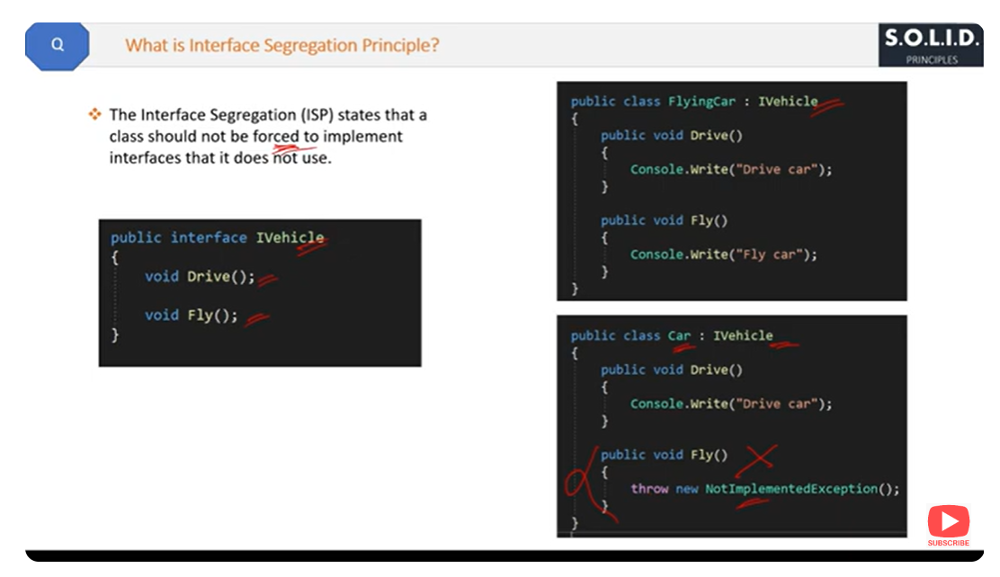 Q
What is Interface Segregation Principle?
S.O.L.I.D.
PRINCIPLES
The Interface Segregation (ISP) states that a
class should not be forced to implement
interfaces that it does not use.
public interface IVehicle
{
void Drive();
void Fly();
}
public class FlyingCar : IVehicle
{
public void Drive()
{
Console.Write("Drive car");
}
public void Fly()
{
Console.Write("Fly car");
}
}
public class Car : IVehicle
{
public void Drive()
{
Console.Write("Drive car");
}
public void Fly()
{
throw new NotImplementedException();
}
}
SUBSCRIBE